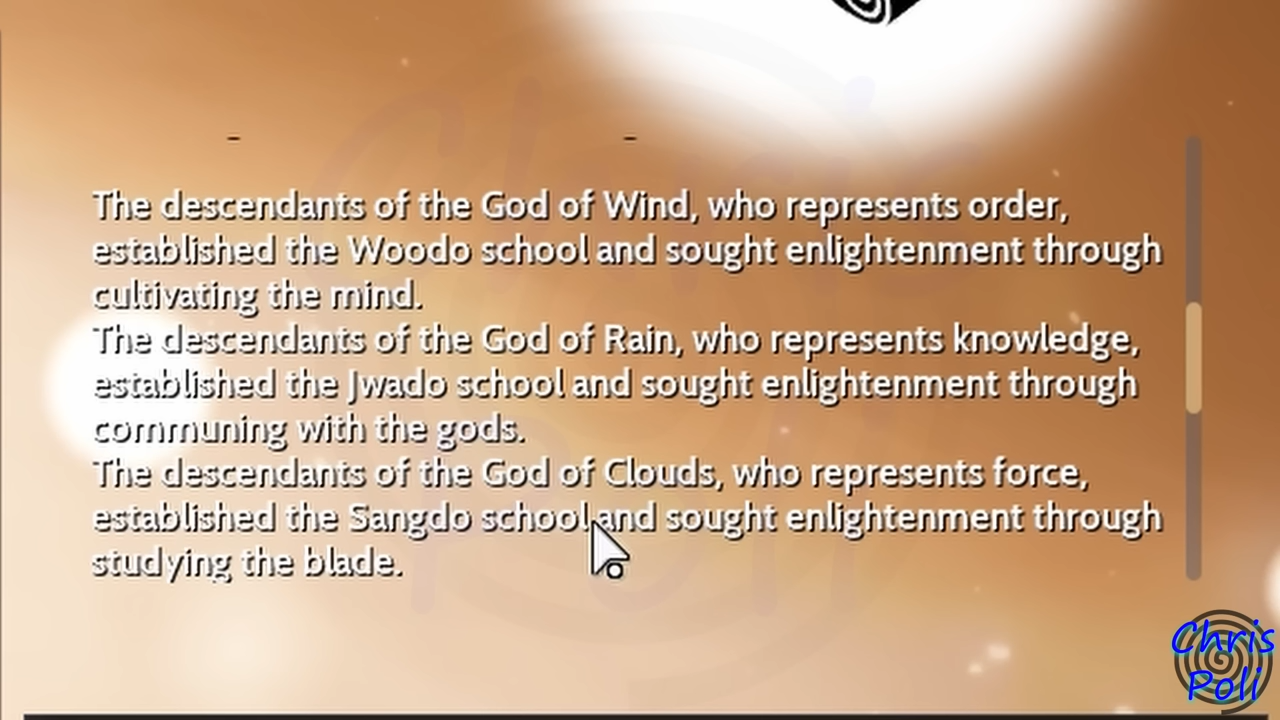 The descendants of the God of Wind, who represents order,
established the Woodo school and sought enlightenment through
cultivating the mind.
The descendants of the God of Rain, who represents knowledge,
established the Jwado school and sought enlightenment through
communing with the gods.
The descendants of the God of Clouds, who represents force,
established the Sangdo school and sought enlightenment through
studying the blade.
Chris
Poli